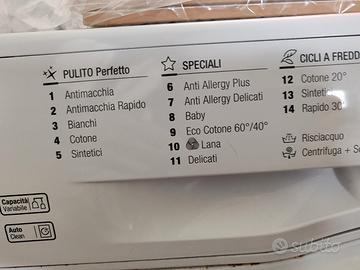 PULITO Perfetto
1 Antimacchia
2 Antimacchia Rapido
3 Bianchi
4 Cotone
5 Sintetici
SPECIALI
6 Anti Allergy Plus
7 Anti Allergy Delicati
8 Baby
9 Eco Cotone 60°/40°
10 Lana
11 Delicati
CICLI A FREDD
12 Cotone 20°
13 Sintetici
14 Rapido 30'
Risciacquo
Centrifuga + S
Capacità
Variabile
Auto
Clean
subito